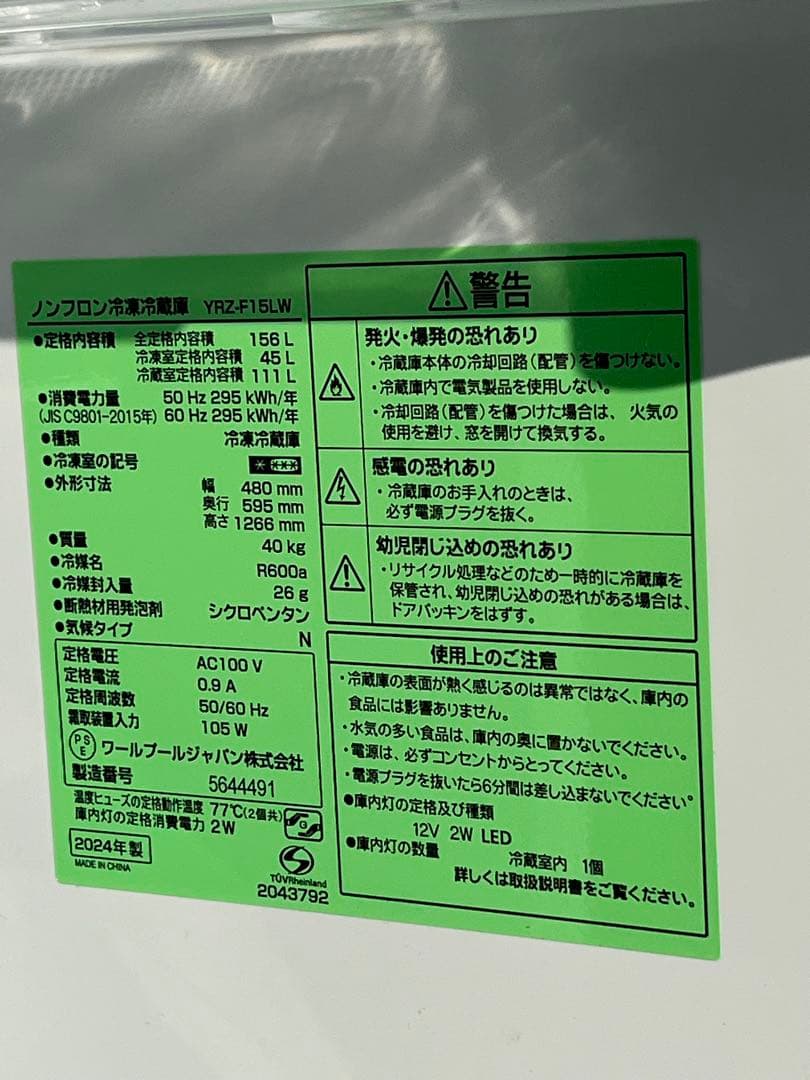 ノンフロン冷凍冷蔵庫 YRZ-F15LW
●定格内容積 全定格内容積 156 L
冷凍室定格内容積 45 L
冷蔵室定格内容積 111 L
●消費電力量 50 Hz 295 kWh/年
(JIS C9801-2015年) 60 Hz 295 kWh/年
●種類 冷凍冷蔵庫
●冷凍室の記号
●外形寸法 幅 480 mm
奥行 595 mm
高さ 1266 mm
●質量 40 kg
●冷媒名 R600a
●冷媒封入量 26 g
●断熱材用発泡剤 シクロペンタン
●気候タイプ N
定格電圧 AC100 V
定格電流 0.9 A
定格周波数 50/60 Hz
霜取装置入力 105 W
PSE ワールプールジャパン株式会社
製造番号 5644491
温度ヒューズの定格動作温度 77℃(2個共)
庫内灯の定格消費電力 2W
2024年製
MADE IN CHINA
TÜVRheinland
2043792
警告
発火・爆発の恐れあり
・冷蔵庫本体の冷却回路(配管)を傷つけない。
・冷蔵庫内で電気製品を使用しない。
・冷却回路(配管)を傷つけた場合は、火気の
使用を避け、窓を開けて換気する。
感電の恐れあり
・冷蔵庫のお手入れのときは、
必ず電源プラグを抜く。
幼児閉じ込めの恐れあり
・リサイクル処理などのため一時的に冷蔵庫を
保管され、幼児閉じ込めの恐れがある場合は、
ドアパッキンをはずす。
使用上のご注意
・冷蔵庫の表面が熱く感じるのは異常ではなく、庫内の
食品には影響ありません。
・水気の多い食品は、庫内の奥に置かないでください。
・電源は、必ずコンセントからとってください。
・電源プラグを抜いたら6分間は差し込まないでください。
●庫内灯の定格及び種類
12V 2W LED
●庫内灯の数量 冷蔵室内 1個
詳しくは取扱説明書をご覧ください。